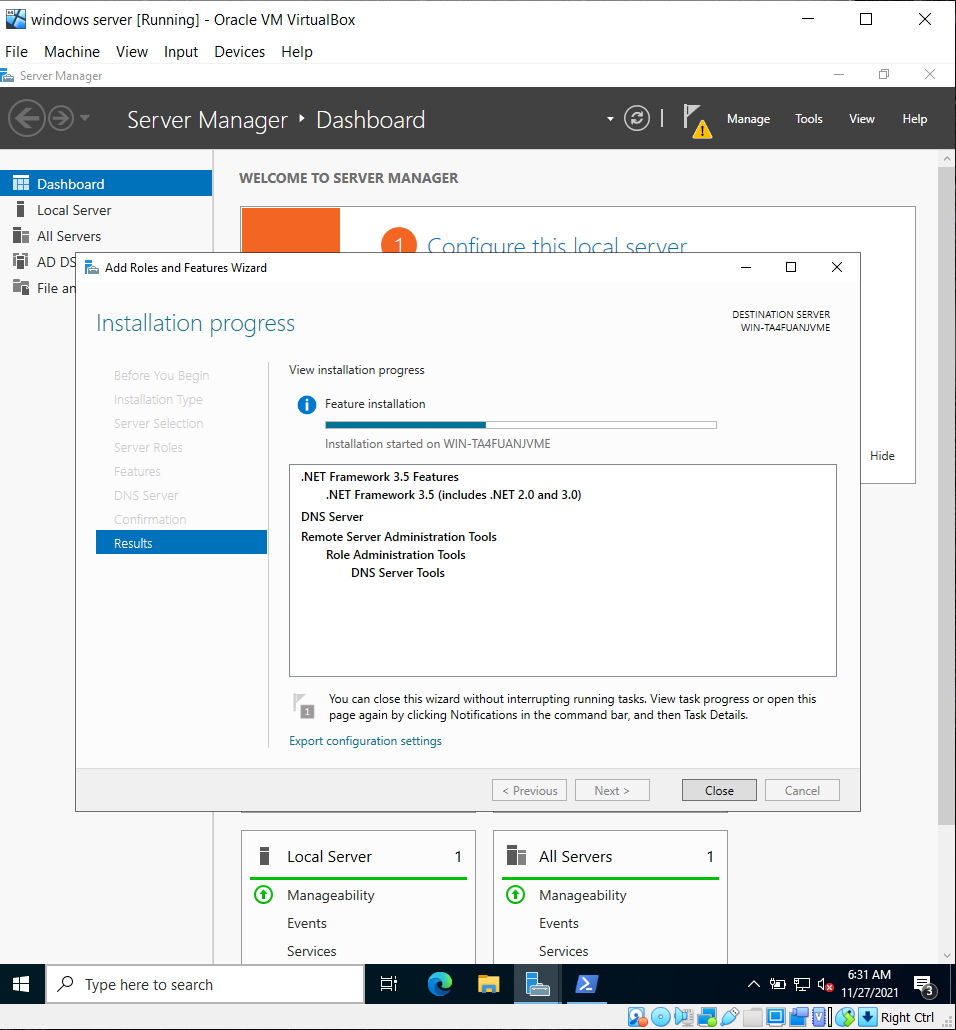 windows server [Running] - Oracle VM VirtualBox
File Machine View Input Devices Help
Server Manager
Server Manager Dashboard
Manage Tools View Help
Dashboard
Local Server
All Servers
AD DS
File an
WELCOME TO SERVER MANAGER
1 Configure this local server
Hide
Add Roles and Features Wizard
Installation progress
DESTINATION SERVER
WIN-TA4FUANJVME
Before You Begin
Installation Type
Server Selection
Server Roles
Features
DNS Server
Confirmation
Results
View installation progress
Feature installation
Installation started on WIN-TA4FUANJVME
.NET Framework 3.5 Features
.NET Framework 3.5 (includes .NET 2.0 and 3.0)
DNS Server
Remote Server Administration Tools
Role Administration Tools
DNS Server Tools
1
You can close this wizard without interrupting running tasks. View task progress or open this
page again by clicking Notifications in the command bar, and then Task Details.
Export configuration settings
< Previous Next > Close Cancel
Local Server 1
Manageability
Events
Services
All Servers 1
Manageability
Events
Services
Type here to search
6:31 AM
11/27/2021
3
Right Ctrl